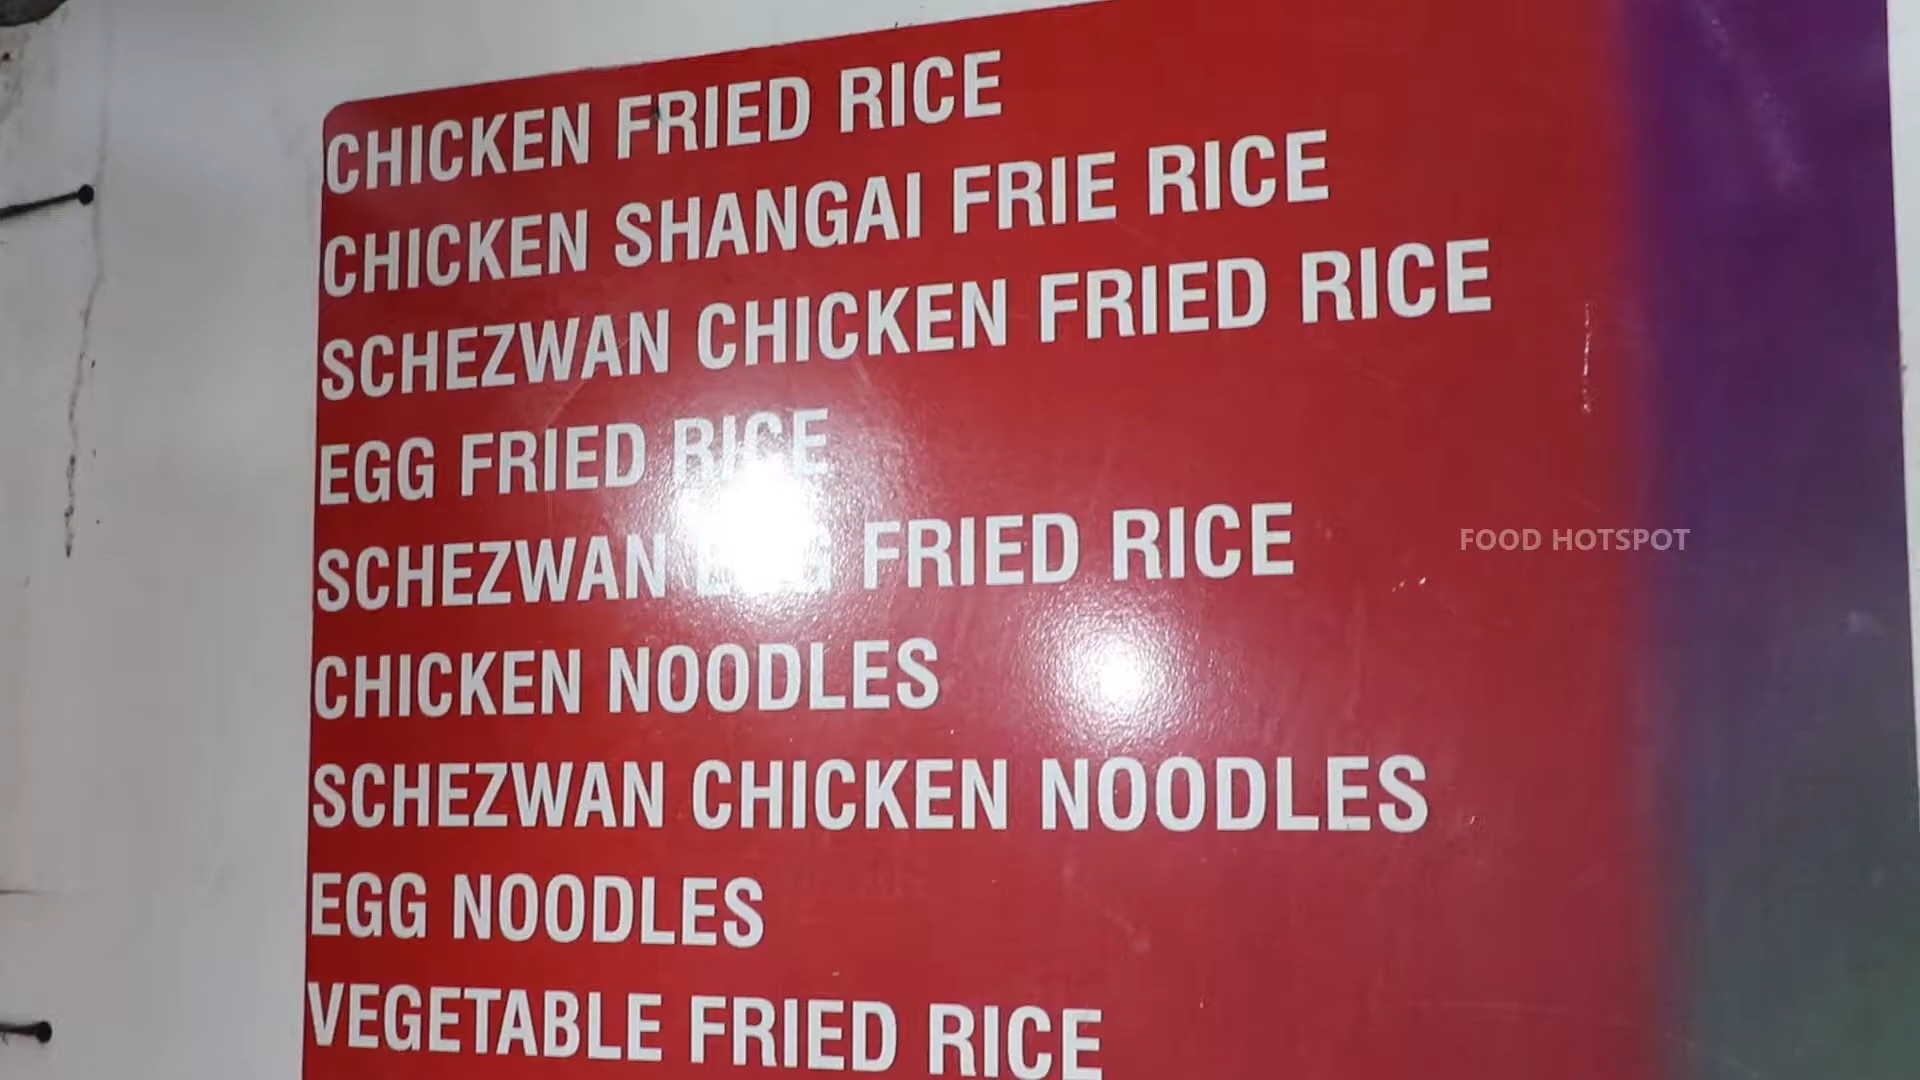 CHICKEN FRIED RICE
CHICKEN SHANGAI FRIE RICE
SCHEZWAN CHICKEN FRIED RICE
EGG FRIED RICE
SCHEZWAN EGG FRIED RICE
FOOD HOTSPOT
CHICKEN NOODLES
SCHEZWAN CHICKEN NOODLES
EGG NOODLES
VEGETABLE FRIED RICE